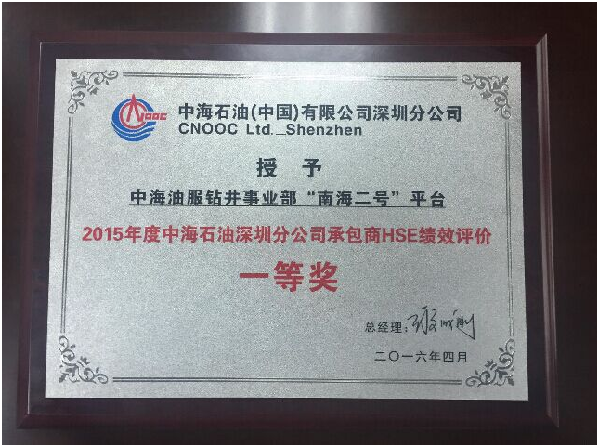 中海石油(中国)有限公司深圳分公司
CNOOC Ltd._Shenzhen
授 予
中海油服钻井事业部“南海二号”平台
2015年度中海石油深圳分公司承包商HSE绩效评价
一等奖
总经理:
二〇一六年四月